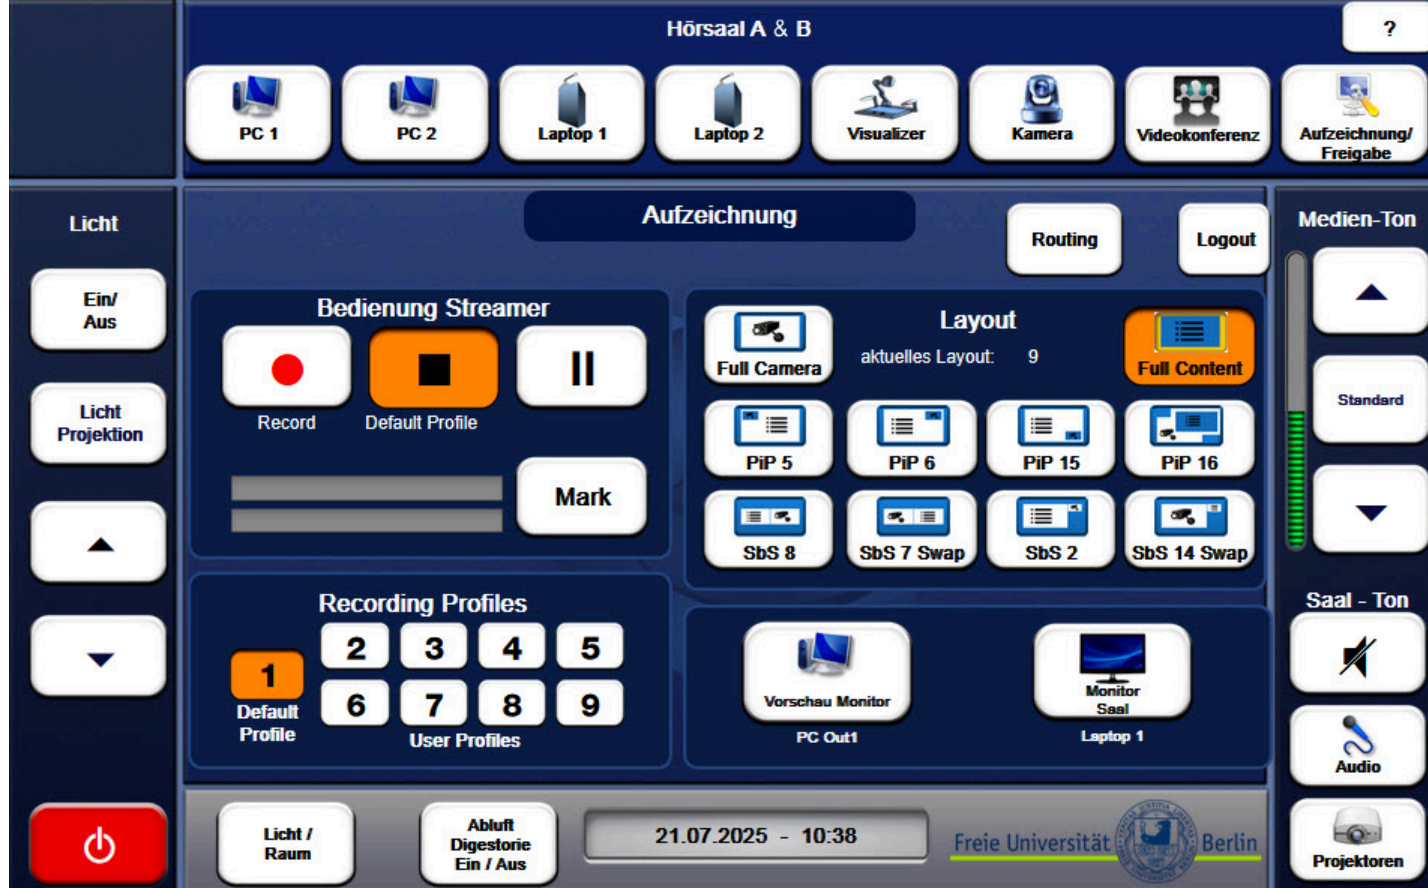 Hörsaal A & B
?
PC 1
PC 2
Laptop 1
Laptop 2
Visualizer
Kamera
Videokonferenz
Aufzeichnung/
Freigabe
Licht
Ein/
Aus
Licht
Projektion
Aufzeichnung
Routing
Logout
Bedienung Streamer
Record
Default Profile
Mark
Layout
aktuelles Layout: 9
Full Camera
Full Content
PiP 5
PiP 6
PiP 15
PiP 16
SbS 8
SbS 7 Swap
SbS 2
SbS 14 Swap
Recording Profiles
1
2
3
4
5
6
7
8
9
Default
Profile
User Profiles
Vorschau Monitor
PC Out1
Monitor
Saal
Laptop 1
Medien-Ton
Standard
Saal - Ton
Audio
Projektoren
Licht /
Raum
Abluft
Digestorie
Ein / Aus
21.07.2025 - 10:38
Freie Universität Berlin